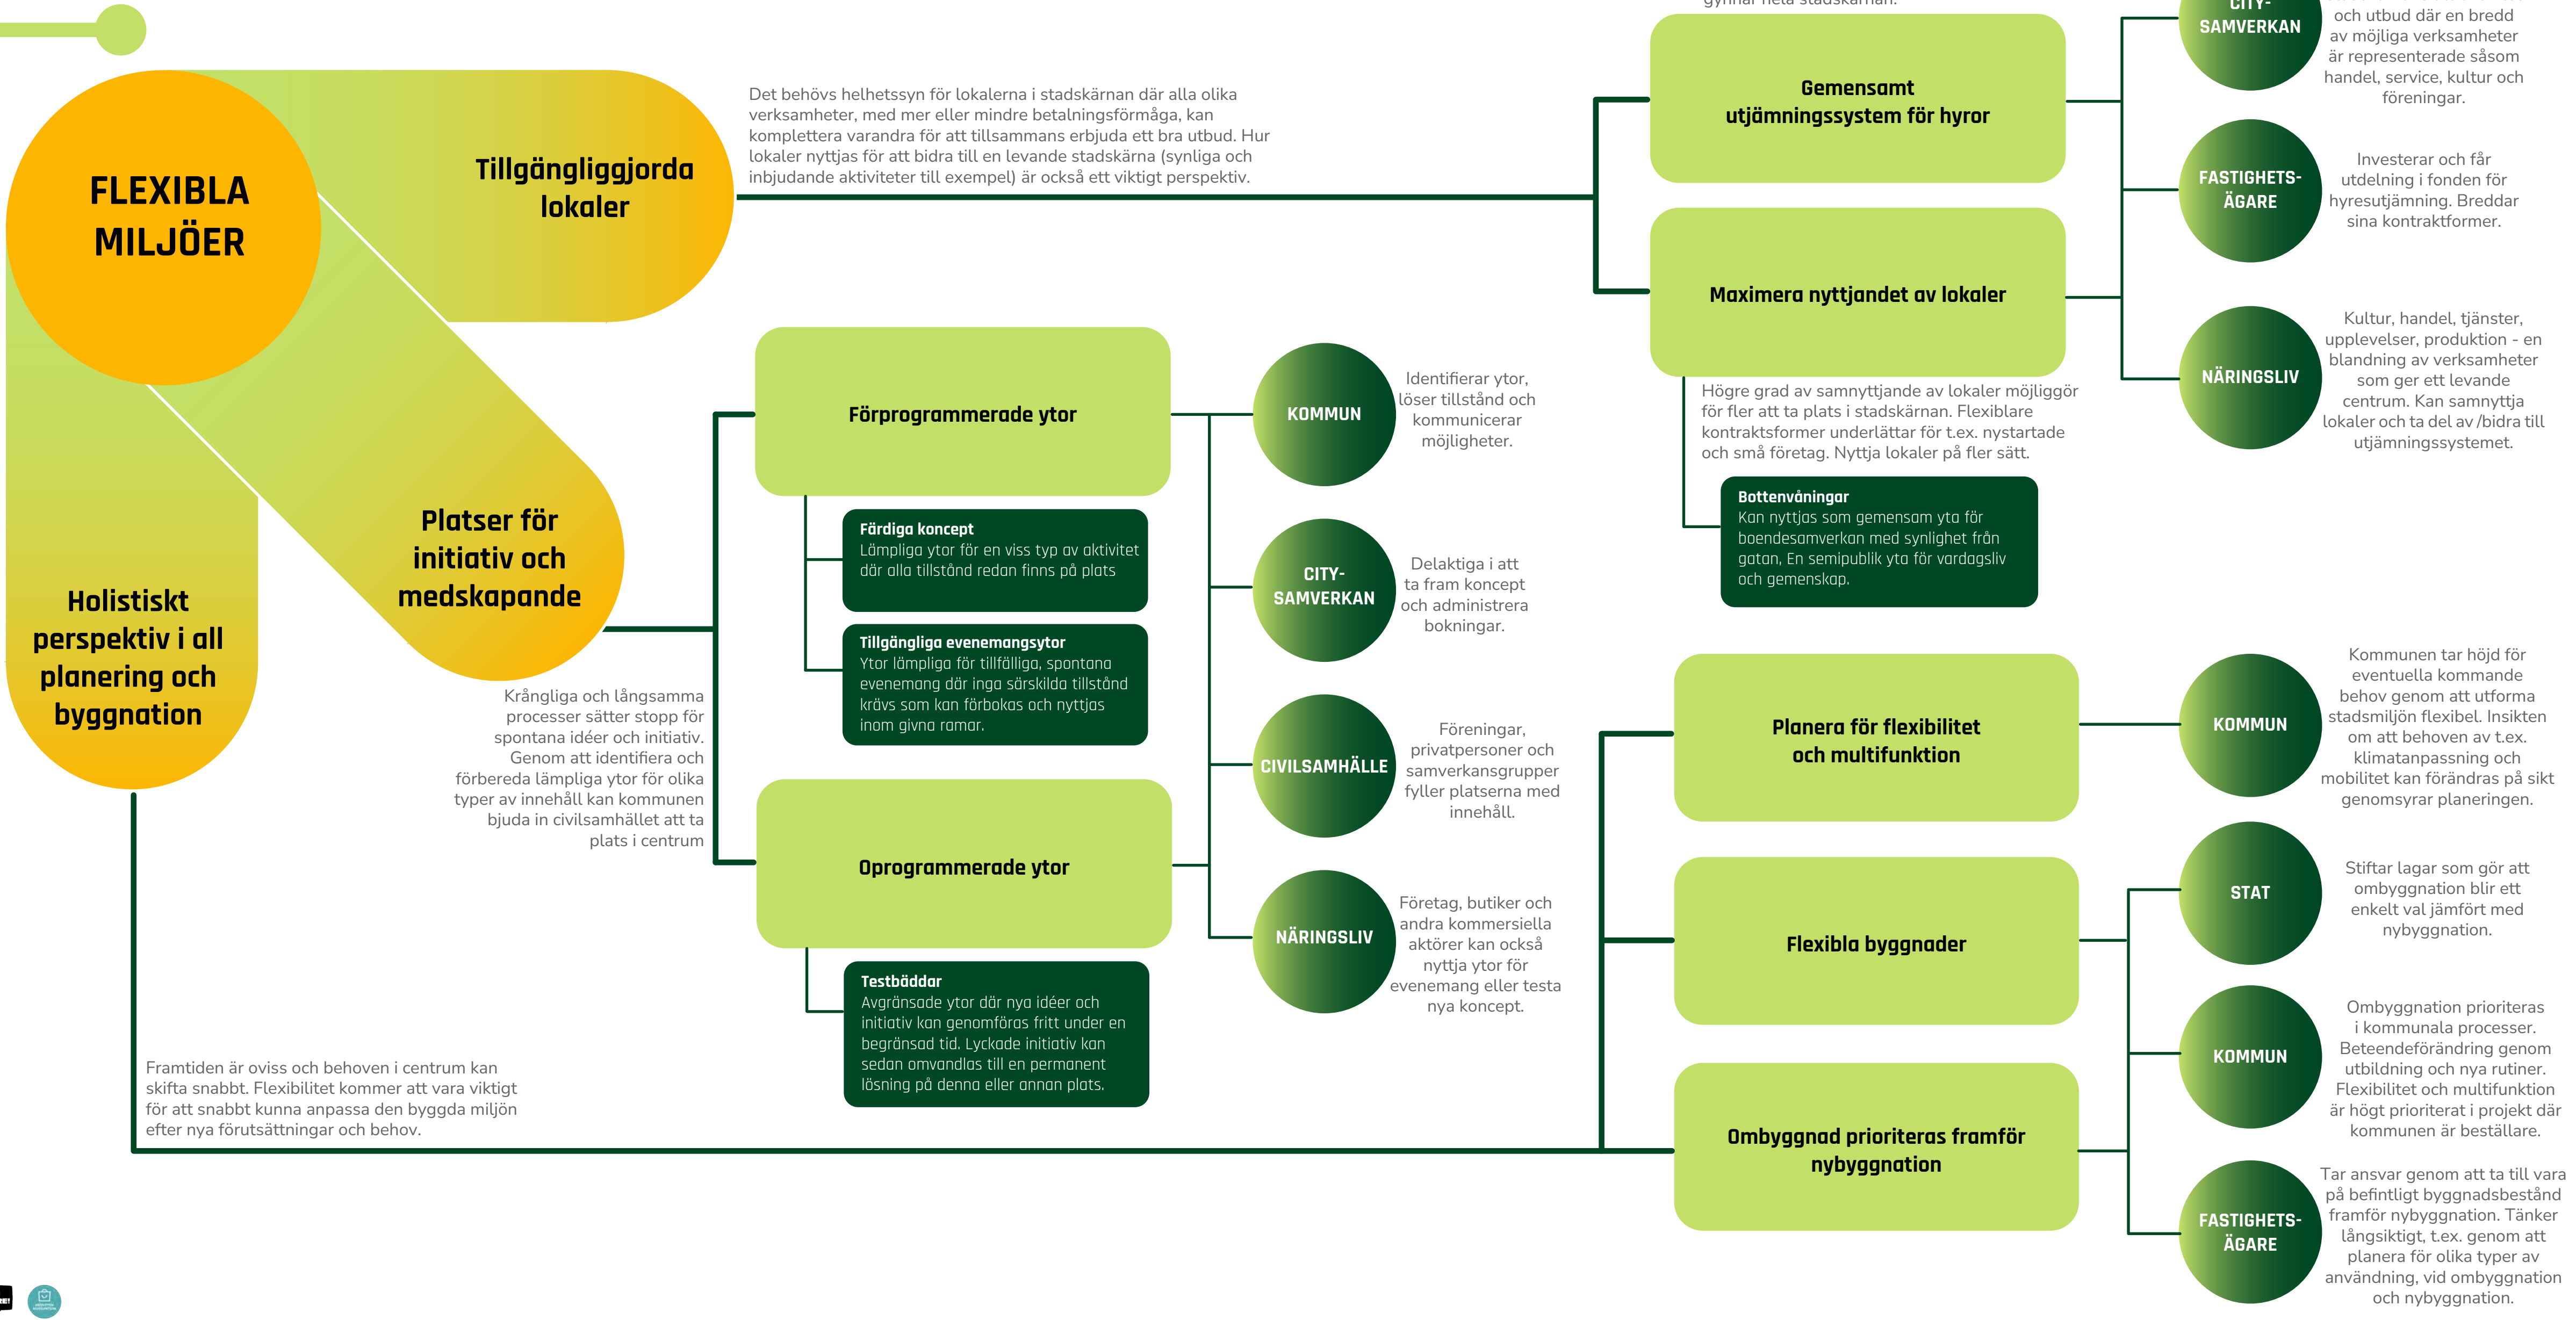 FLEXIBLA
MILJÖER
Tillgängliggjorda
lokaler
Det behövs helhetssyn för lokalerna i stadskärnan där alla olika
verksameter, med mer eller mindre betalningsförmåga, kan
komplettera varandra för att tillsammans erbjuda ett bra utbud. Hur
lokaler nyttjas för att bidra till en levande stadskärna (synliga och
inbjudande aktiviteter till exempel) är också ett viktigt perspektiv.
gynnar hela stadskärnan.
Gemensamt
utjämningssystem för hyror
Maximera nyttjandet av lokaler
Högre grad av samnyttjande av lokaler möjliggör
för fler att ta plats i stadskärnan. Flexiblare
kontraktsformer underlättar för t.ex. nystartade
och små företag. Nyttja lokaler på fler sätt.
Bottenvåningar
Kan nyttjas som gemensam yta för
boendesamverkan med synlighet från
gatan, En semipublik yta för vardagsliv
och gemenskap.
CITY-
SAMVERKAN
och utbud där en bredd
av möjliga verksamheter
är representerade såsom
handel, service, kultur och
föreningar.
FASTIGHETS-
ÄGARE
Investerar och får
utdelning i fonden för
hyresutjämning. Breddar
sina kontraktformer.
NÄRINGSLIV
Kultur, handel, tjänster,
upplevelser, produktion - en
blandning av verksamheter
som ger ett levande
centrum. Kan samnyttja
lokaler och ta del av /bidra till
utjämningssystemet.
Platser för
initiativ och
medskapande
Krångliga och långsamma
processer sätter stopp för
spontana idéer och initiativ.
Genom att identifiera och
förbereda lämpliga ytor för olika
typer av innehåll kan kommunen
bjuda in civilsamhället att ta
plats i centrum
Förprogrammerade ytor
Färdiga koncept
Lämpliga ytor för en viss typ av aktivitet
där alla tillstånd redan finns på plats
Tillgängliga evenemangsytor
Ytor lämpliga för tillfälliga, spontana
evenemang där inga särskilda tillstånd
krävs som kan förbokas och nyttjas
inom givna ramar.
Oprogrammerade ytor
Testbäddar
Avgränsade ytor där nya idéer och
initiativ kan genomföras fritt under en
begränsad tid. Lyckade initiativ kan
sedan omvandlas till en permanent
lösning på denna eller annan plats.
KOMMUN
Identifierar ytor,
löser tillstånd och
kommunicerar
möjligheter.
CITY-
SAMVERKAN
Delaktiga i att
ta fram koncept
och administrera
bokningar.
CIVILSAMHÄLLE
Föreningar,
privatpersoner och
samverkansgrupper
fyller platserna med
innehåll.
NÄRINGSLIV
Företag, butiker och
andra kommersiella
aktörer kan också
nyttja ytor för
evenemang eller testa
nya koncept.
Holistiskt
perspektiv i all
planering och
byggnation
Framtiden är oviss och behoven i centrum kan
skifta snabbt. Flexibilitet kommer att vara viktigt
för att snabbt kunna anpassa den byggda miljön
efter nya förutsättningar och behov.
Planera för flexibilitet
och multifunktion
KOMMUN
Kommunen tar höjd för
eventuella kommande
behov genom att utforma
stadsmiljön flexibel. Insikten
om att behoven av t.ex.
klimatanpassning och
mobilitet kan förändras på sikt
genomsyrar planeringen.
Flexibla byggnader
Ombyggnad prioriteras framför
nybyggnation
STAT
Stiftar lagar som gör att
ombyggnation blir ett
enkelt val jämfört med
nybyggnation.
KOMMUN
Ombyggnation prioriteras
i kommunala processer.
Beteendeförändring genom
utbildning och nya rutiner.
Flexibilitet och multifunktion
är högt prioriterat i projekt där
kommunen är beställare.
FASTIGHETS-
ÄGARE
Tar ansvar genom att ta till vara
på befintligt byggnadsbestånd
framför nybyggnation. Tänker
långsiktigt, t.ex. genom att
planera för olika typer av
användning, vid ombyggnation
och nybyggnation.